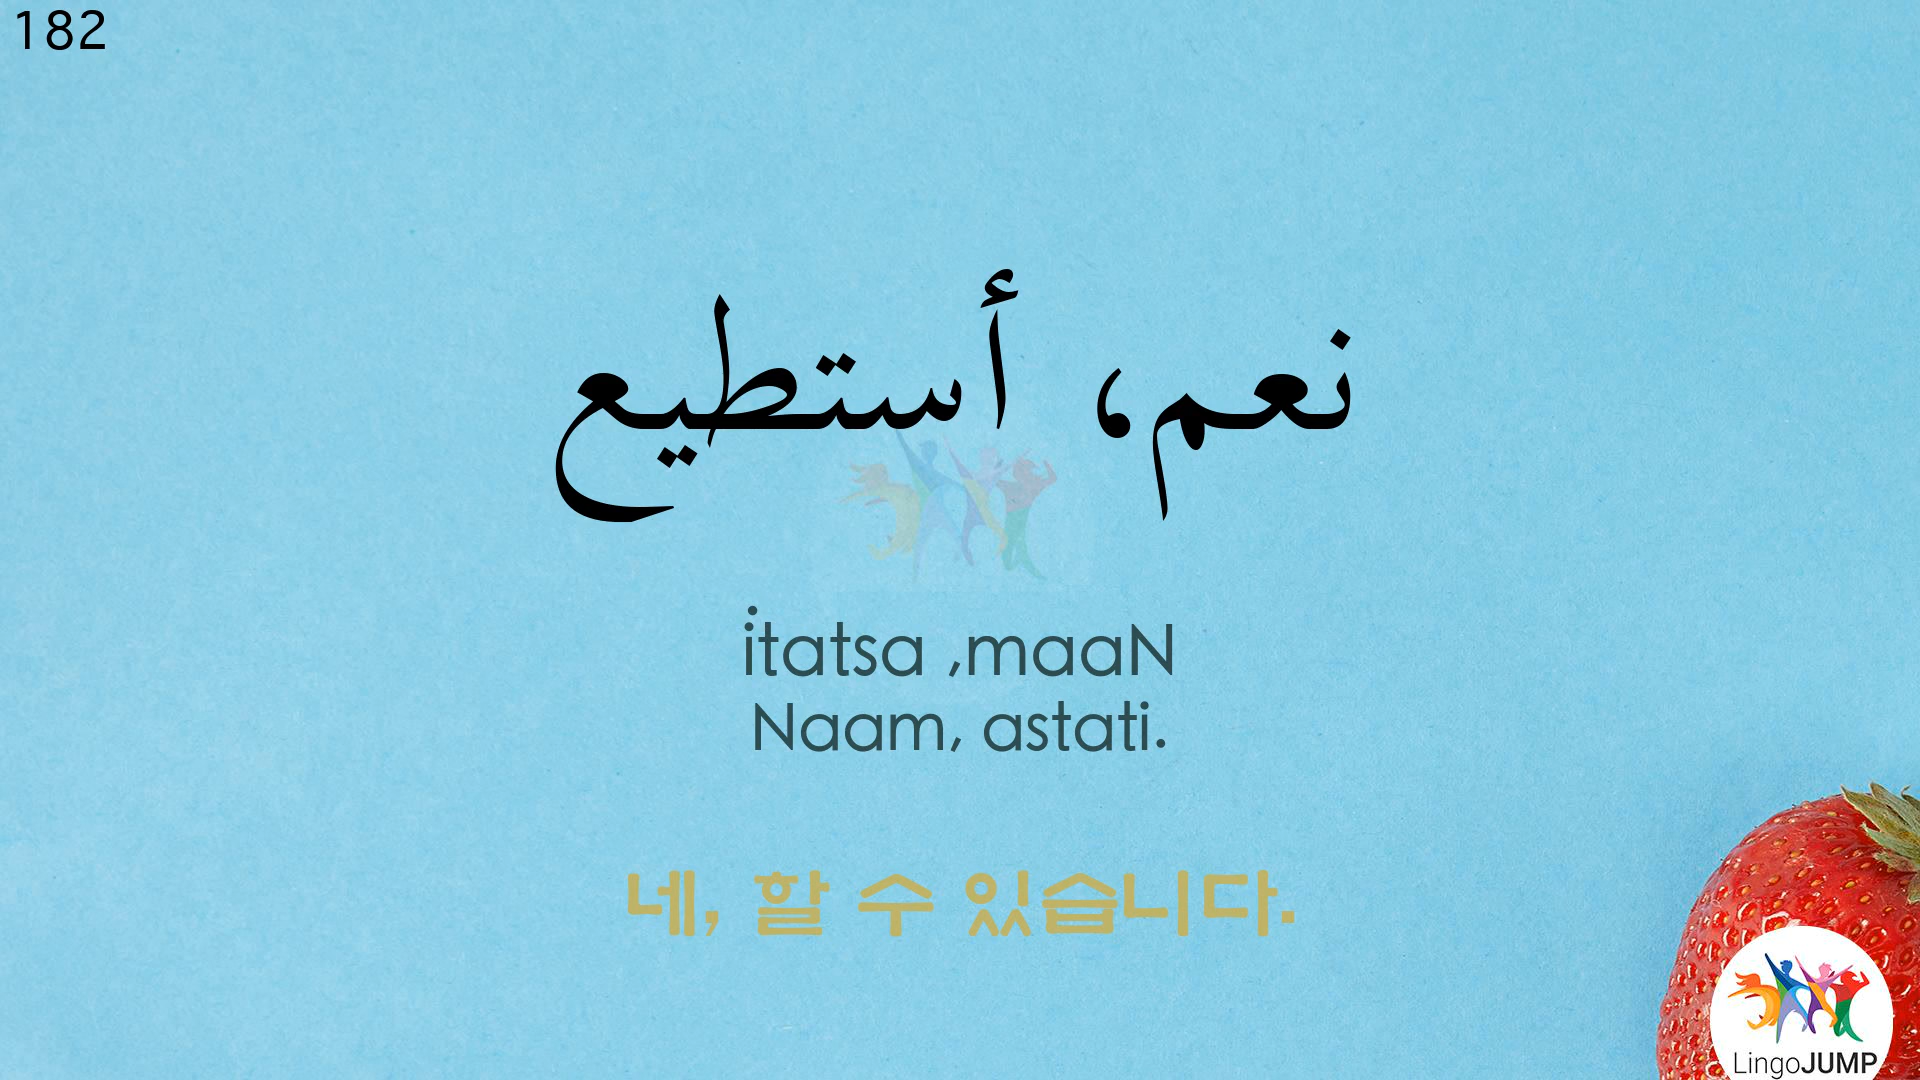 182
نعم، أستطيع
itatsa ,maaN
Naam, astati.
네, 할 수 있습니다.
LingoJUMP